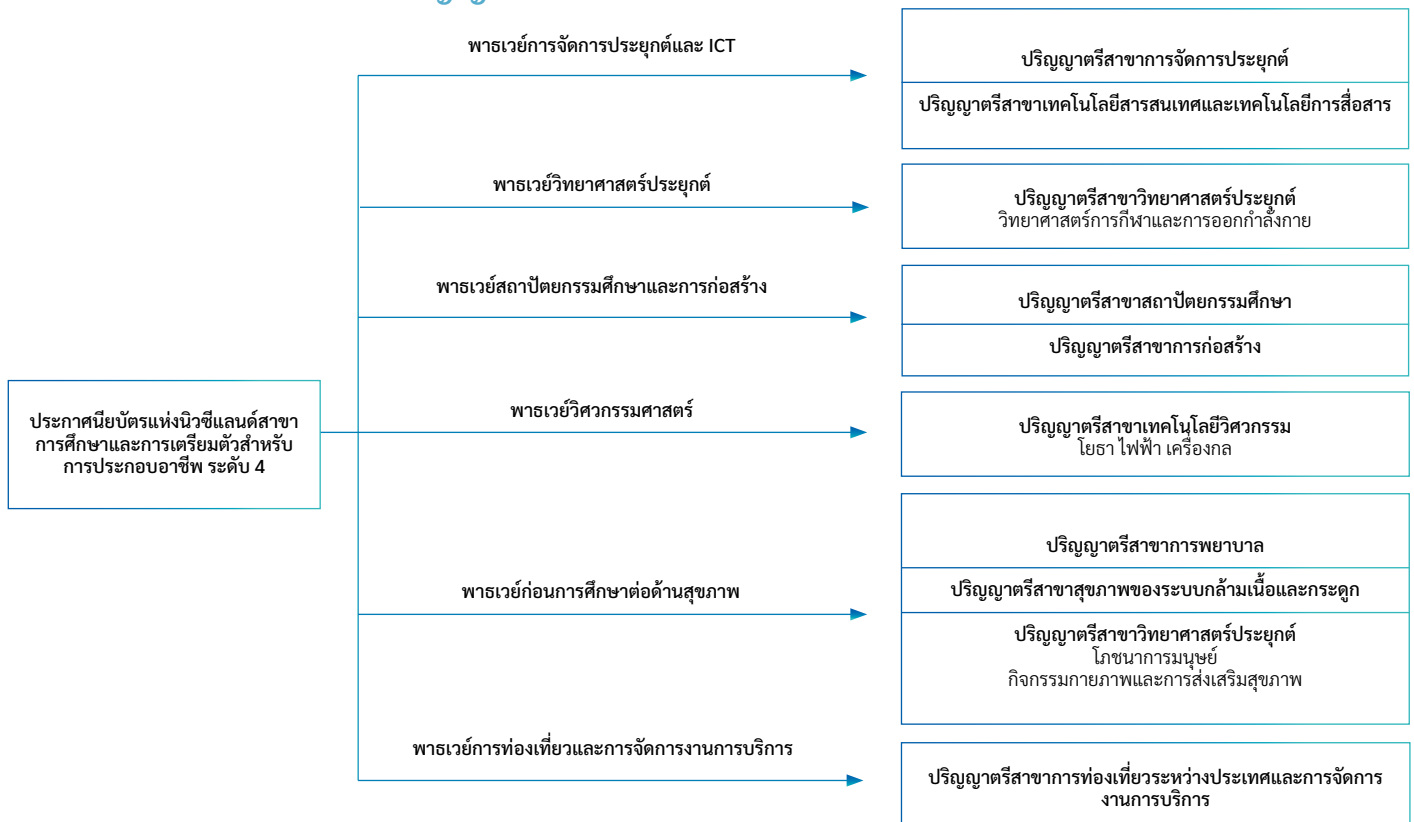 พาธเวย์การจัดการประยุกต์และ ICT
ปริญญาตรีสาขาการจัดการประยุกต์
ปริญญาตรีสาขาเทคโนโลยีสารสนเทศและเทคโนโลยีการสื่อสาร
พาธเวย์วิทยาศาสตร์ประยุกต์
ปริญญาตรีสาขาวิทยาศาสตร์ประยุกต์
วิทยาศาสตร์การกีฬาและการออกกำลังกาย
พาธเวย์สถาปัตยกรรมศึกษาและการก่อสร้าง
ปริญญาตรีสาขาสถาปัตยกรรมศึกษา
ปริญญาตรีสาขาการก่อสร้าง
ประกาศนียบัตรแห่งนิวซีแลนด์สาขา
การศึกษาและการเตรียมตัวสำหรับ
การประกอบอาชีพ ระดับ 4
พาธเวย์วิศวกรรมศาสตร์
ปริญญาตรีสาขาเทคโนโลยีวิศวกรรม
โยธา ไฟฟ้า เครื่องกล
พาธเวย์ก่อนการศึกษาต่อด้านสุขภาพ
ปริญญาตรีสาขาการพยาบาล
ปริญญาตรีสาขาสุขภาพของระบบกล้ามเนื้อและกระดูก
ปริญญาตรีสาขาวิทยาศาสตร์ประยุกต์
โภชนาการมนุษย์
กิจกรรมกายภาพและการส่งเสริมสุขภาพ
พาธเวย์การท่องเที่ยวและการจัดการงานการบริการ
ปริญญาตรีสาขาการท่องเที่ยวระหว่างประเทศและการจัดการ
งานการบริการ